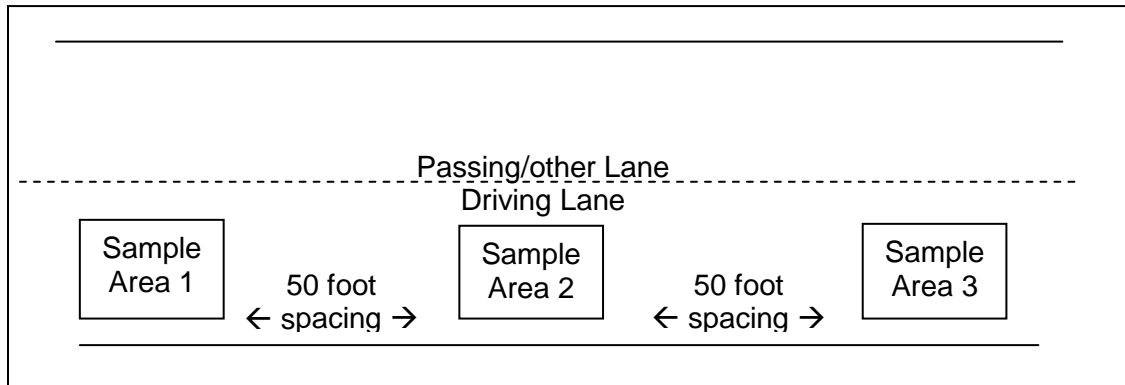 Passing/other Lane
Driving Lane
Sample
Area 1
50 foot
← spacing →
Sample
Area 2
50 foot
← spacing →
Sample
Area 3